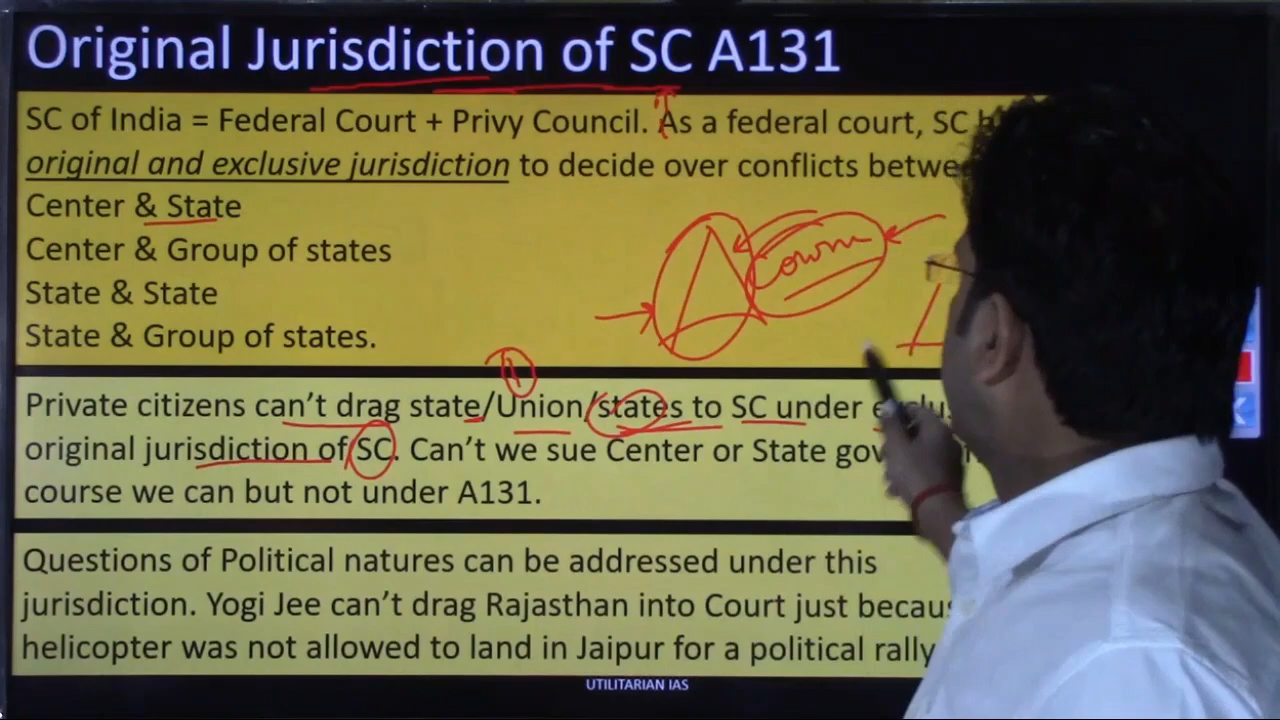 Original Jurisdiction of SC A131
SC of India = Federal Court + Privy Council. As a federal court, SC
original and exclusive jurisdiction to decide over conflicts
Center & State
Center & Group of states
State & State
State & Group of states.
1
Private citizens can't drag state/Union/states to SC under
original jurisdiction of SC. Can't we sue Center or State
course we can but not under A131.
Questions of Political natures can be addressed under this
jurisdiction. Yogi Jee can't drag Rajasthan into Court just
helicopter was not allowed to land in Jaipur for a political rally
UTILITARIAN IAS